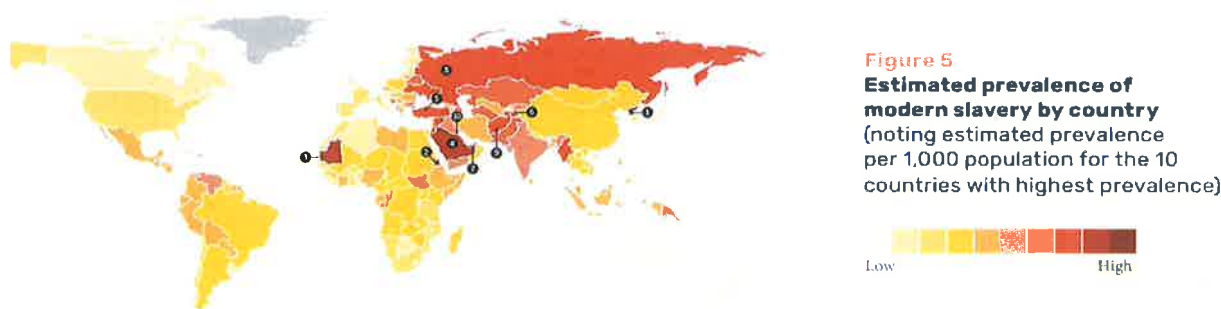 Figure 5
Estimated prevalence of
modern slavery by country
(noting estimated prevalence
per 1,000 population for the 10
countries with highest prevalence)
Low
High